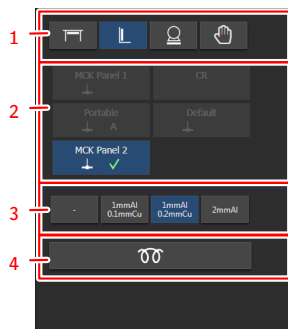 1
2
MCK Panel 1
CR
Portable
A
Default
MCK Panel 2
3
-
1mmAl
0.1mmCu
1mmAl
0.2mmCu
2mmAl
4